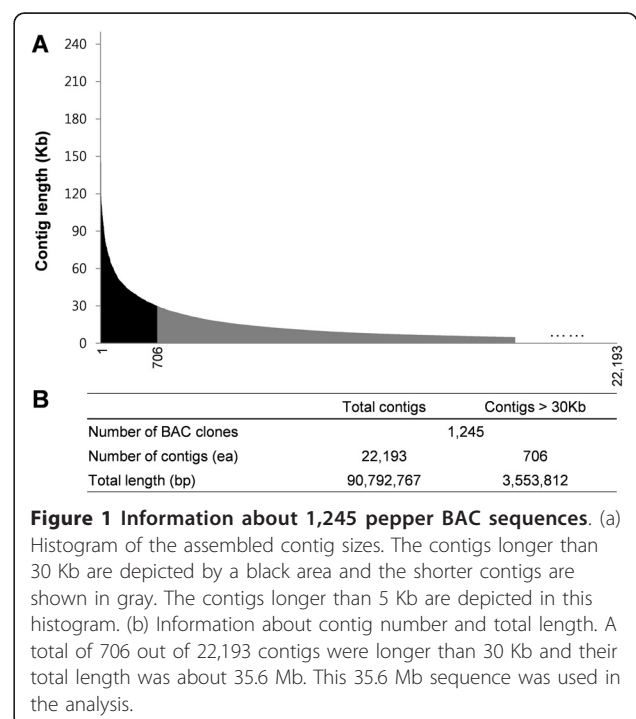 A
240
210
180
150
120
90
60
30
0
Contig length (Kb)
1
706
......
22,193
B
Total contigs Contigs > 30Kb
Number of BAC clones 1,245
Number of contigs (ea) 22,193 706
Total length (bp) 90,792,767 3,553,812
Figure 1 Information about 1,245 pepper BAC sequences. (a)
Histogram of the assembled contig sizes. The contigs longer than
30 Kb are depicted by a black area and the shorter contigs are
shown in gray. The contigs longer than 5 Kb are depicted in this
histogram. (b) Information about contig number and total length. A
total of 706 out of 22,193 contigs were longer than 30 Kb and their
total length was about 35.6 Mb. This 35.6 Mb sequence was used in
the analysis.